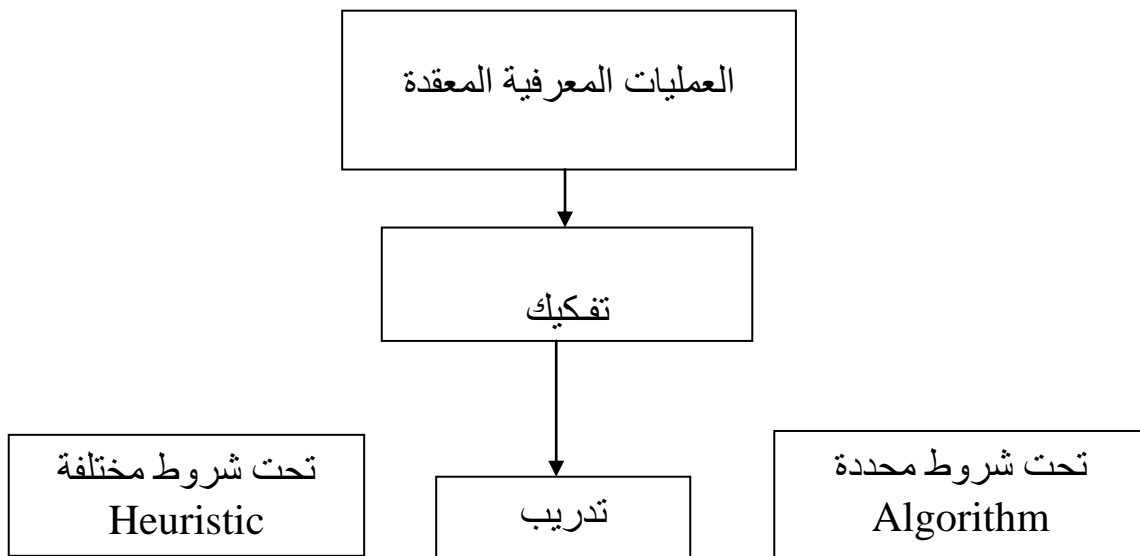 العمليات المعرفية المعقدة
تفكيك
تحت شروط محددة
Algorithm
تدريب
تحت شروط مختلفة
Heuristic